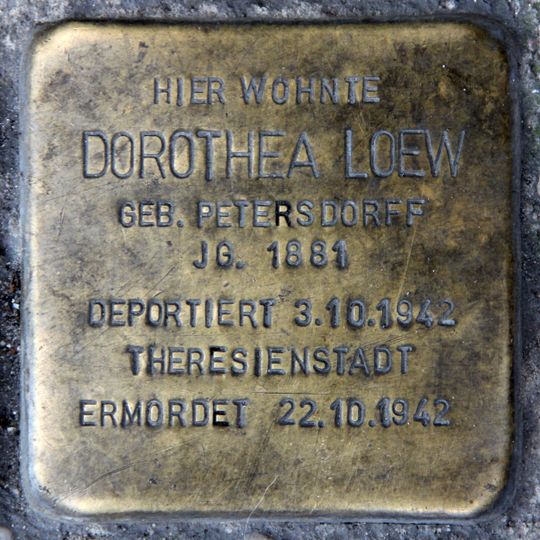 HIER WOHNTE
DOROTHEA LOEW
GEB. PETERSDORFF
JG. 1881
DEPORTIERT 3.10.1942
THERESIENSTADT
ERMORDET 22.10.1942